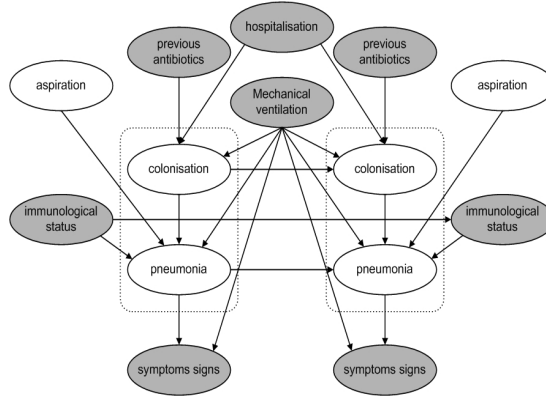 hospitalisation
previous
antibiotics
previous
antibiotics
aspiration
Mechanical
ventilation
aspiration
colonisation
colonisation
immunological
status
immunological
status
pneumonia
pneumonia
symptoms signs
symptoms signs